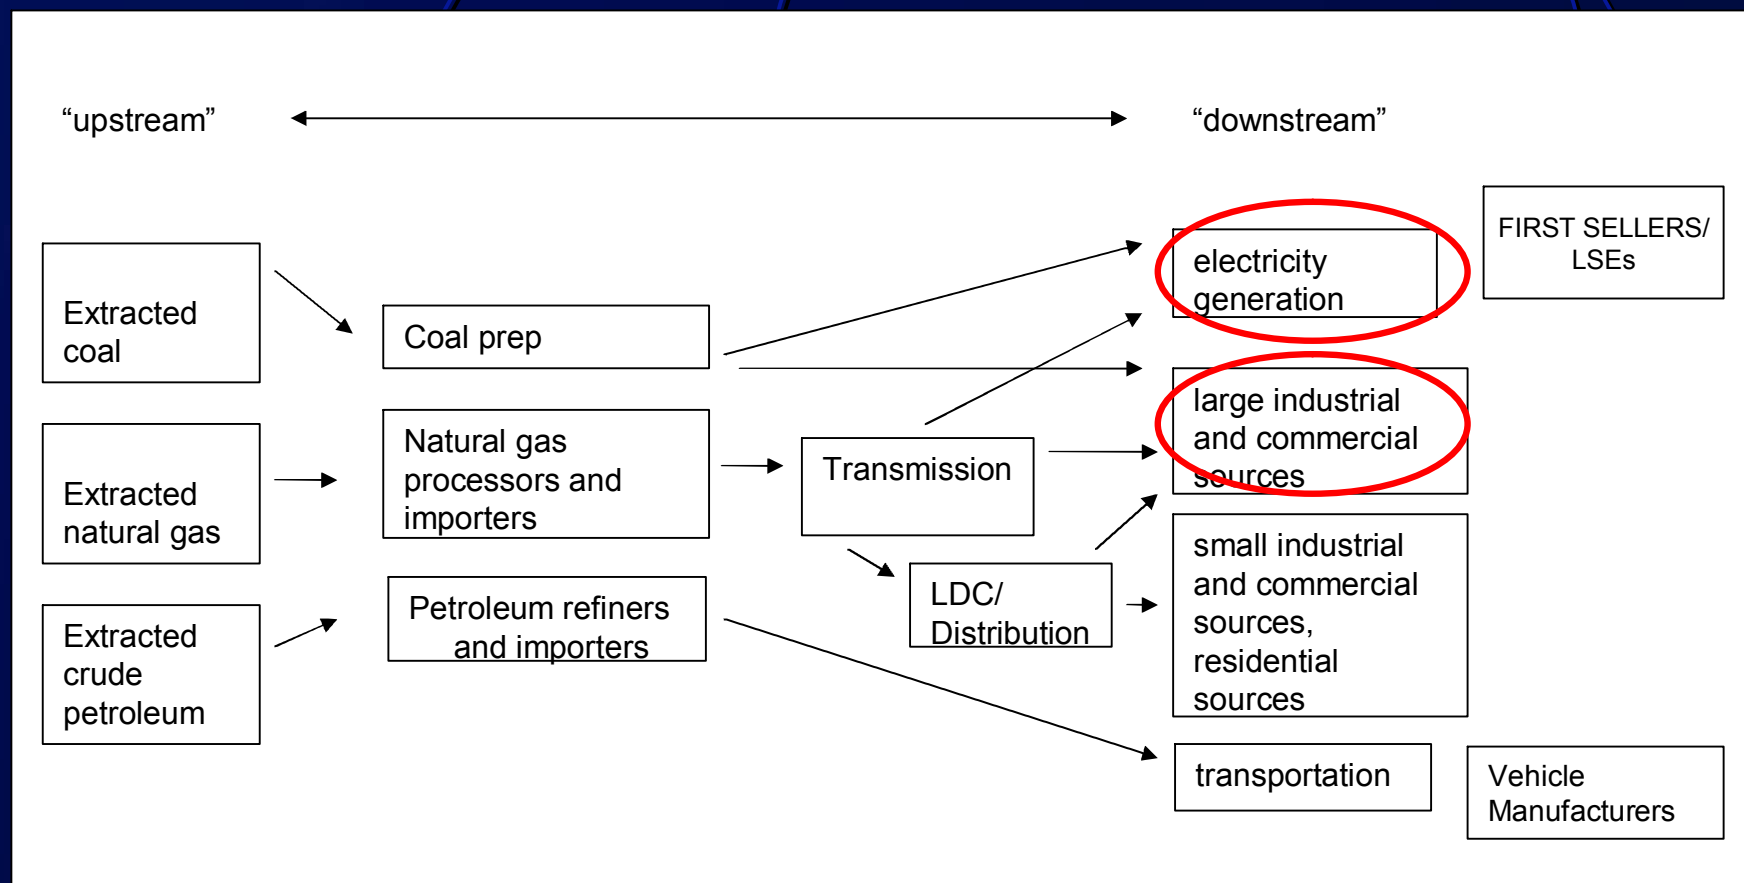 “upstream”
“downstream”
FIRST SELLERS/
LSEs
electricity
generation
Extracted
coal
Coal prep
large industrial
and commercial
sources
Natural gas
processors and
importers
Transmission
Extracted
natural gas
small industrial
and commercial
sources,
residential
sources
LDC/
Distribution
Petroleum refiners
and importers
Extracted
crude
petroleum
transportation
Vehicle
Manufacturers